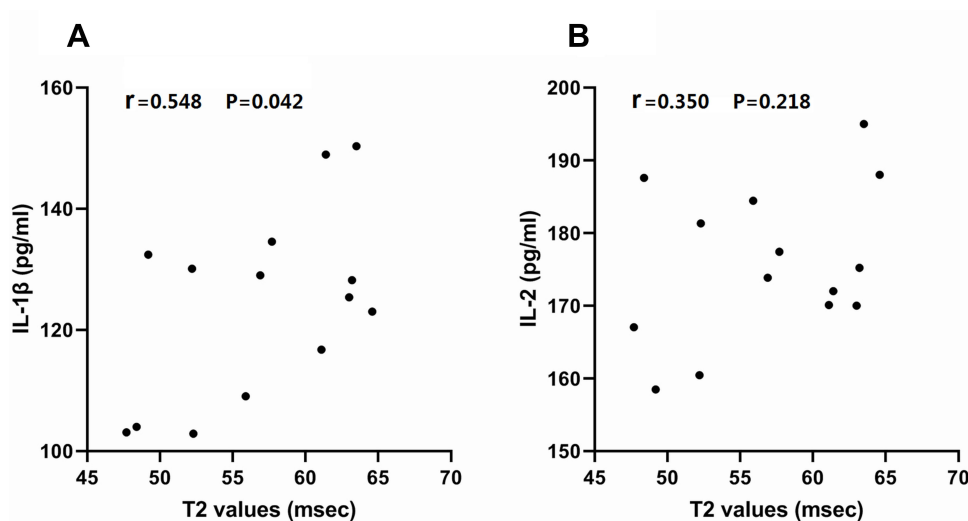 A
r=0.548 P=0.042
IL-1β (pg/ml)
160
140
120
100
45 50 55 60 65 70
T2 values (msec)
B
r=0.350 P=0.218
IL-2 (pg/ml)
200
190
180
170
160
150
45 50 55 60 65 70
T2 values (msec)